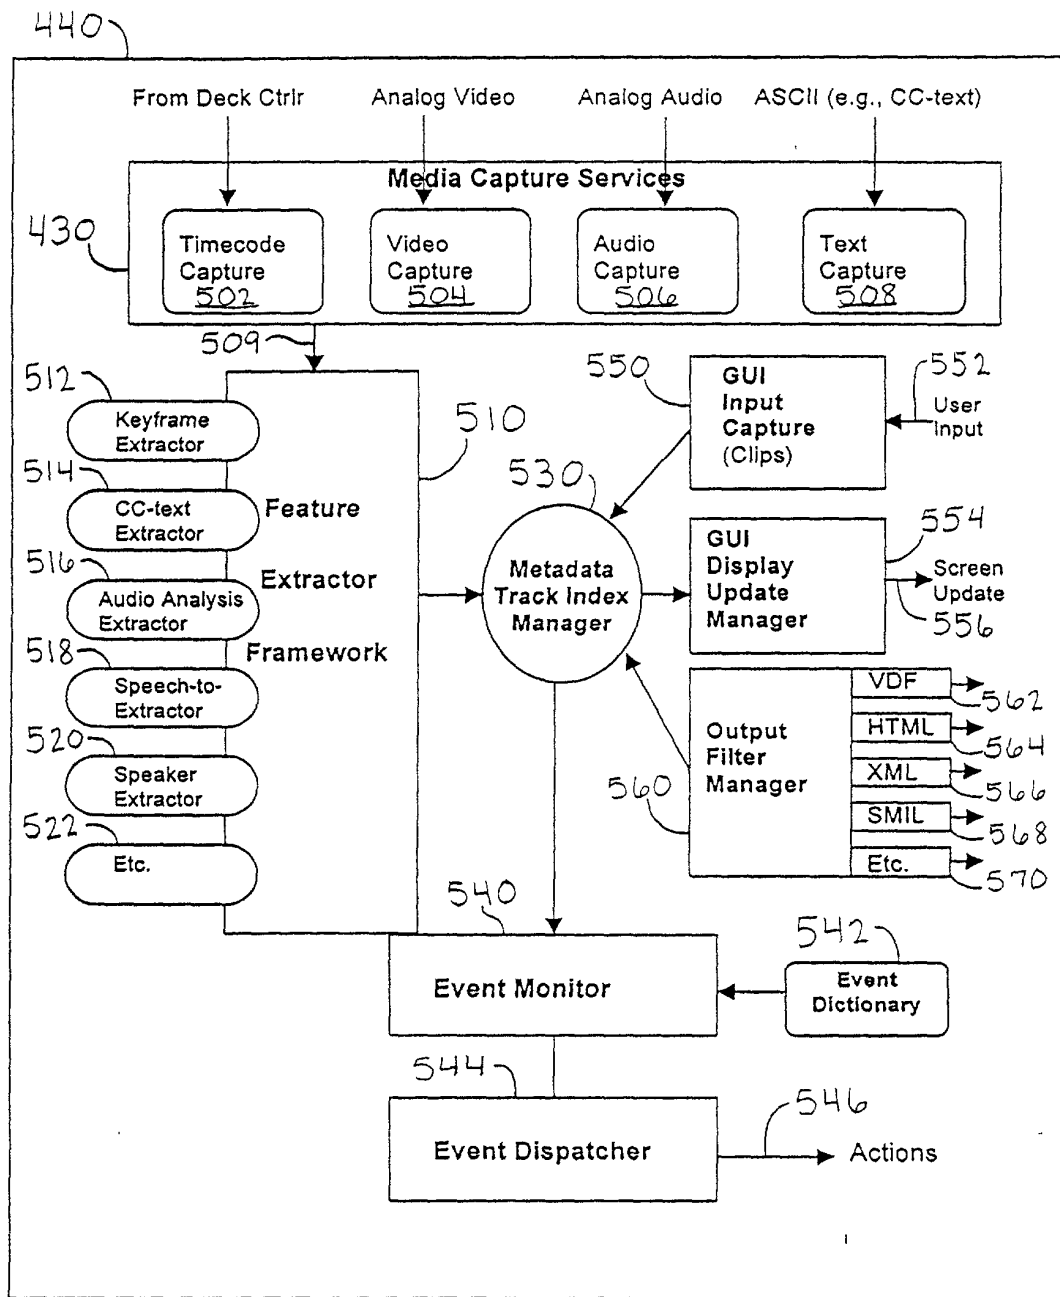 440
From Deck Ctrlr
Analog Video
Analog Audio
ASCII (e.g., CC-text)
Media Capture Services
430
Timecode
Capture
502
Video
Capture
504
Audio
Capture
506
Text
Capture
508
509
512
Keyframe
Extractor
514
CC-text
Extractor
516
Audio Analysis
Extractor
518
Speech-to-
Extractor
520
Speaker
Extractor
522
Etc.
Feature
Extractor
Framework
510
530
Metadata
Track Index
Manager
550
GUI
Input
Capture
(Clips)
552
User
Input
GUI
Display
Update
Manager
554
Screen
Update
556
Output
Filter
Manager
560
VDF
562
HTML
564
XML
566
SMIL
568
Etc.
570
540
Event Monitor
542
Event
Dictionary
544
Event Dispatcher
546
Actions